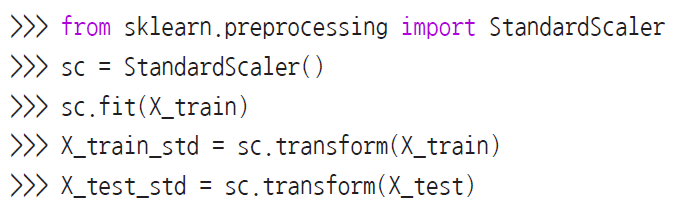 >>> from sklearn.preprocessing import StandardScaler
>>> sc = StandardScaler()
>>> sc.fit(X_train)
>>> X_train_std = sc.transform(X_train)
>>> X_test_std = sc.transform(X_test)